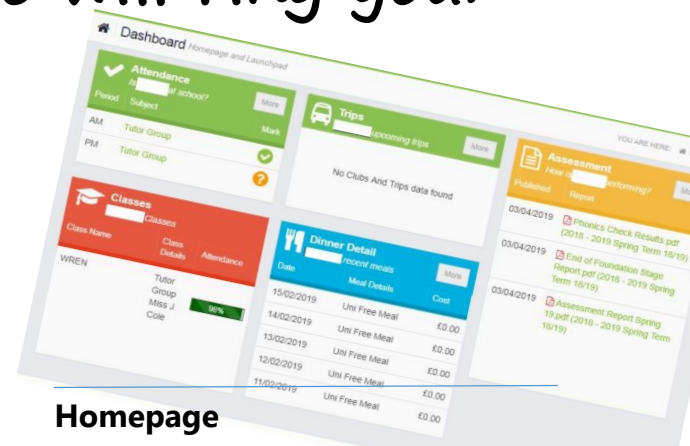 will ring you
Dashboard Homepage and Launchpad
YOU ARE HERE:
Attendance
Is at school?
More
Period Subject Mark
AM Tutor Group
PM Tutor Group
?
Trips
upcoming trips
More
No Clubs And Trips data found
Assessment
How is performing?
Published Report
03/04/2019 Phonics Check Results.pdf
(2018 - 2019 Spring Term 18/19)
03/04/2019 End of Foundation Stage
Report.pdf (2018 - 2019 Spring
Term 18/19)
03/04/2019 Assessment Report Spring
19.pdf (2018 - 2019 Spring Term
18/19)
Classes
Classes
Class Name Class
Details Attendance
WREN Tutor
Group
Miss J
Cole
96%
Dinner Detail
recent meals
More
Date Meal Details Cost
15/02/2019 Uni Free Meal £0.00
14/02/2019 Uni Free Meal £0.00
13/02/2019 Uni Free Meal £0.00
12/02/2019 Uni Free Meal £0.00
11/02/2019 Uni Free Meal £0.00
Homepage